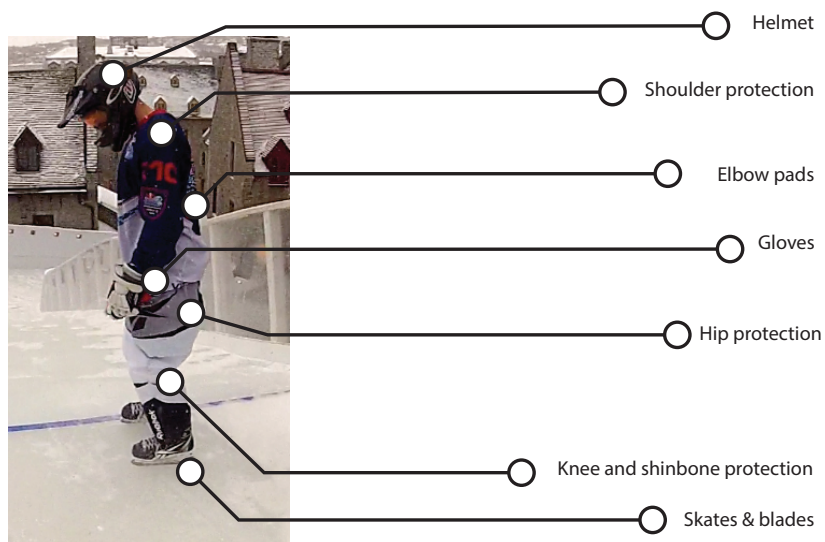 Helmet
Shoulder protection
Elbow pads
Gloves
Hip protection
Knee and shinbone protection
Skates & blades